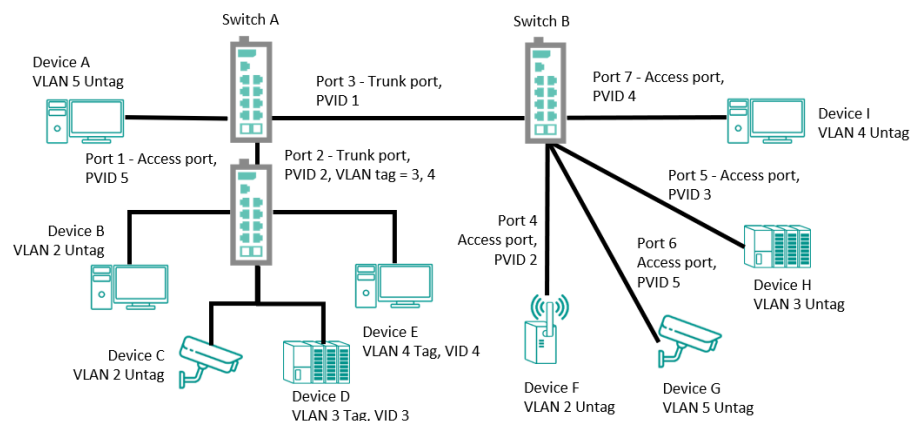 Switch A
Switch B
Device A
VLAN 5 Untag
Port 3 - Trunk port,
PVID 1
Port 7 - Access port,
PVID 4
Device I
VLAN 4 Untag
Port 1 - Access port,
PVID 5
Port 2 - Trunk port,
PVID 2, VLAN tag = 3, 4
Port 5 - Access port,
PVID 3
Port 4
Access port,
PVID 2
Port 6
Access port,
PVID 5
Device B
VLAN 2 Untag
Device H
VLAN 3 Untag
Device E
VLAN 4 Tag, VID 4
Device C
VLAN 2 Untag
Device D
VLAN 3 Tag, VID 3
Device F
VLAN 2 Untag
Device G
VLAN 5 Untag